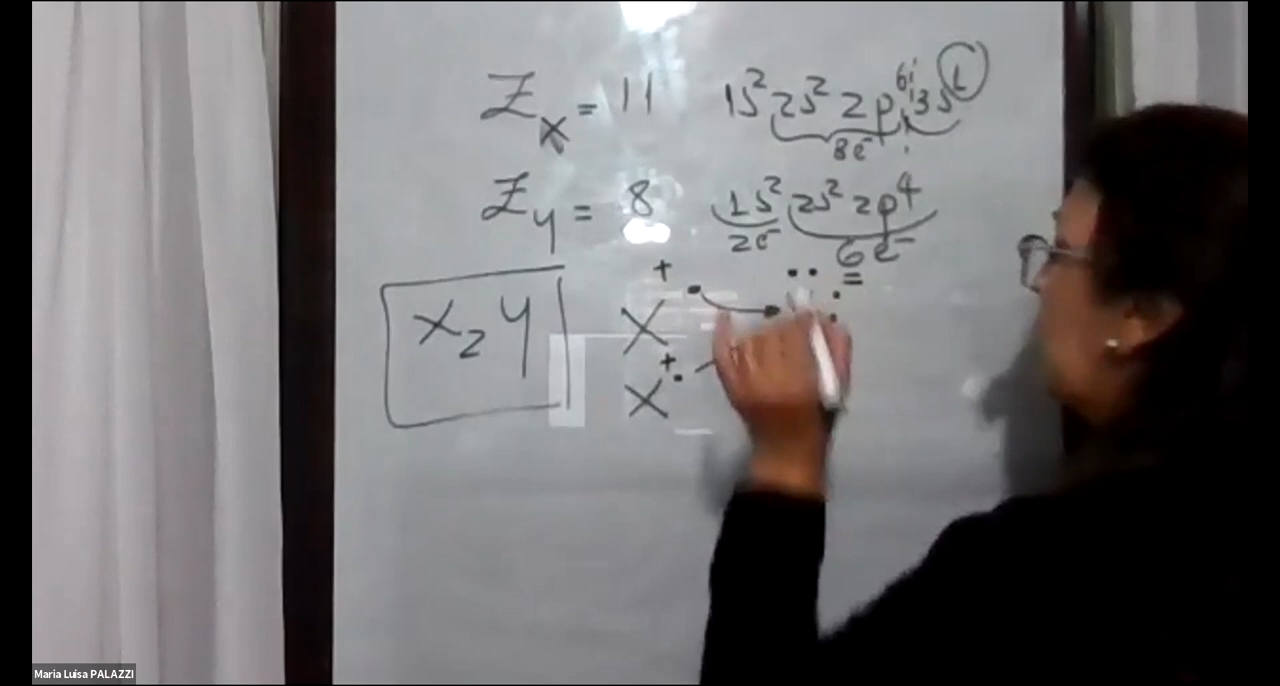 Zx = 11 1s² 2s² 2p⁶ 3s¹
8e⁻
Zy = 8 1s² 2s² 2p⁴
2e⁻ 6e⁻
X₂Y
X⁺ =
X⁺
Maria Luisa PALAZZI